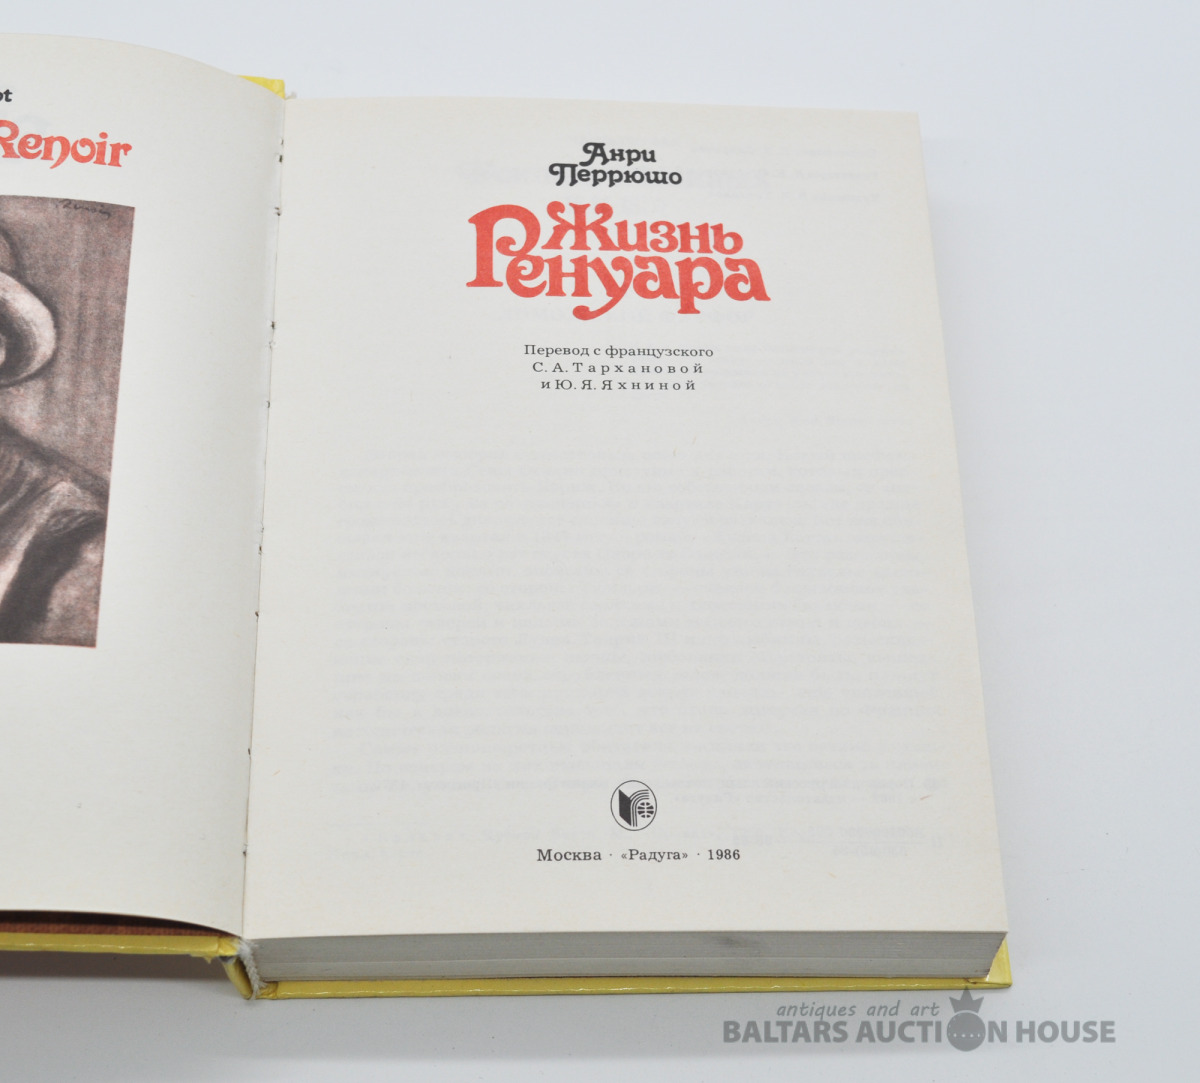 Renoir
Анри
Перрюшо
Жизнь
Ренуара
Перевод с французского
С. А. Тархановой
и Ю. Я. Яхниной
Москва · «Радуга» · 1986
antiques and art
BALTARS AUCTION HOUSE